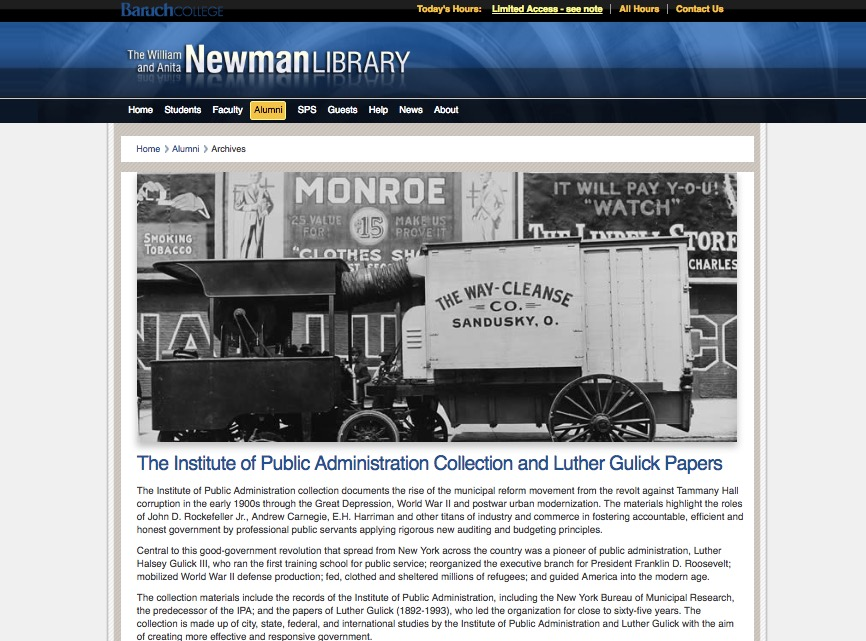 BaruchCOLLEGE
Today's Hours: Limited Access - see note | All Hours | Contact Us
The William and Anita Newman LIBRARY
Home Students Faculty Alumni SPS Guests Help News About
Home ❯ Alumni ❯ Archives
MONROE
25 VALUE FOR: $15 MAKE US PROVE IT
"CLOTHES SH
SMOKING
TOBACCO
IT WILL PAY Y-O-U!
"WATCH"
THE LINDELL STORE
CHARLES
THE WAY-CLEANSE
CO.
SANDUSKY, O.
The Institute of Public Administration Collection and Luther Gulick Papers
The Institute of Public Administration collection documents the rise of the municipal reform movement from the revolt against Tammany Hall
corruption in the early 1900s through the Great Depression, World War II and postwar urban modernization. The materials highlight the roles
of John D. Rockefeller Jr., Andrew Carnegie, E.H. Harriman and other titans of industry and commerce in fostering accountable, efficient and
honest government by professional public servants applying rigorous new auditing and budgeting principles.
Central to this good-government revolution that spread from New York across the country was a pioneer of public administration, Luther
Halsey Gulick III, who ran the first training school for public service; reorganized the executive branch for President Franklin D. Roosevelt;
mobilized World War II defense production; fed, clothed and sheltered millions of refugees; and guided America into the modern age.
The collection materials include the records of the Institute of Public Administration, including the New York Bureau of Municipal Research,
the predecessor of the IPA; and the papers of Luther Gulick (1892-1993), who led the organization for close to sixty-five years. The
collection is made up of city, state, federal, and international studies by the Institute of Public Administration and Luther Gulick with the aim
of creating more effective and responsive government.